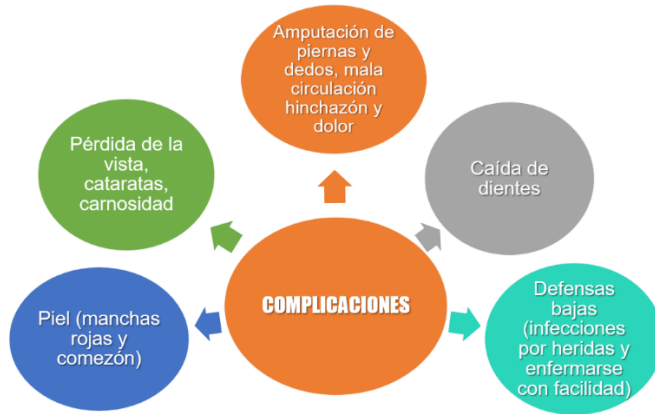 Amputación de
piernas y
dedos, mala
circulación
hinchazón y
dolor
Pérdida de la
vista,
cataratas,
carnosidad
Caída de
dientes
COMPLICACIONES
Piel (manchas
rojas y
comezón)
Defensas
bajas
(infecciones
por heridas y
enfermarse
con facilidad)